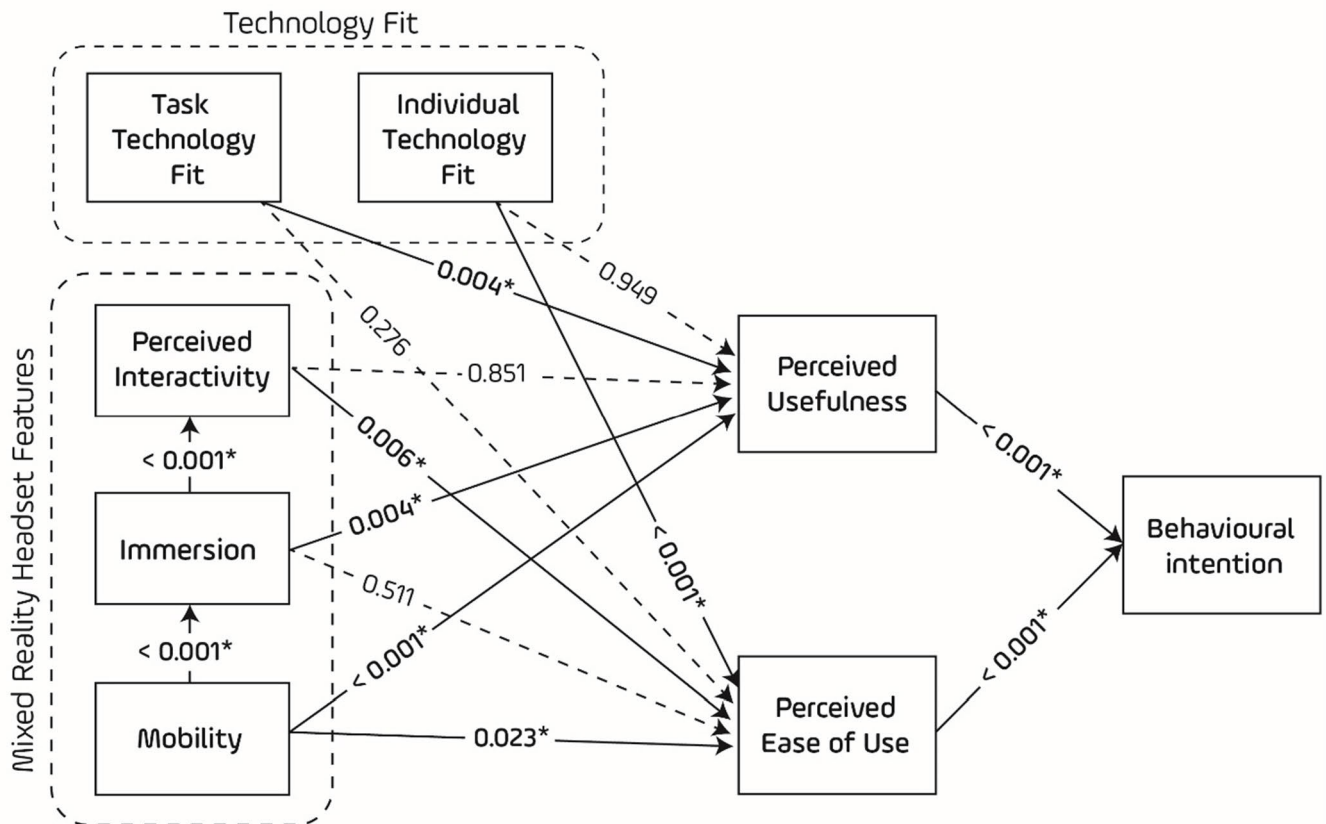 Technology Fit
Task
Technology
Fit
Individual
Technology
Fit
0.004*
0.949
0.276
Mixed Reality Headset Features
Perceived
Interactivity
0.851
Perceived
Usefulness
0.006*
< 0.001*
< 0.001*
Immersion
0.004*
< 0.001*
Behavioural
intention
0.511
< 0.001*
< 0.001*
< 0.001*
Mobility
0.023*
Perceived
Ease of Use